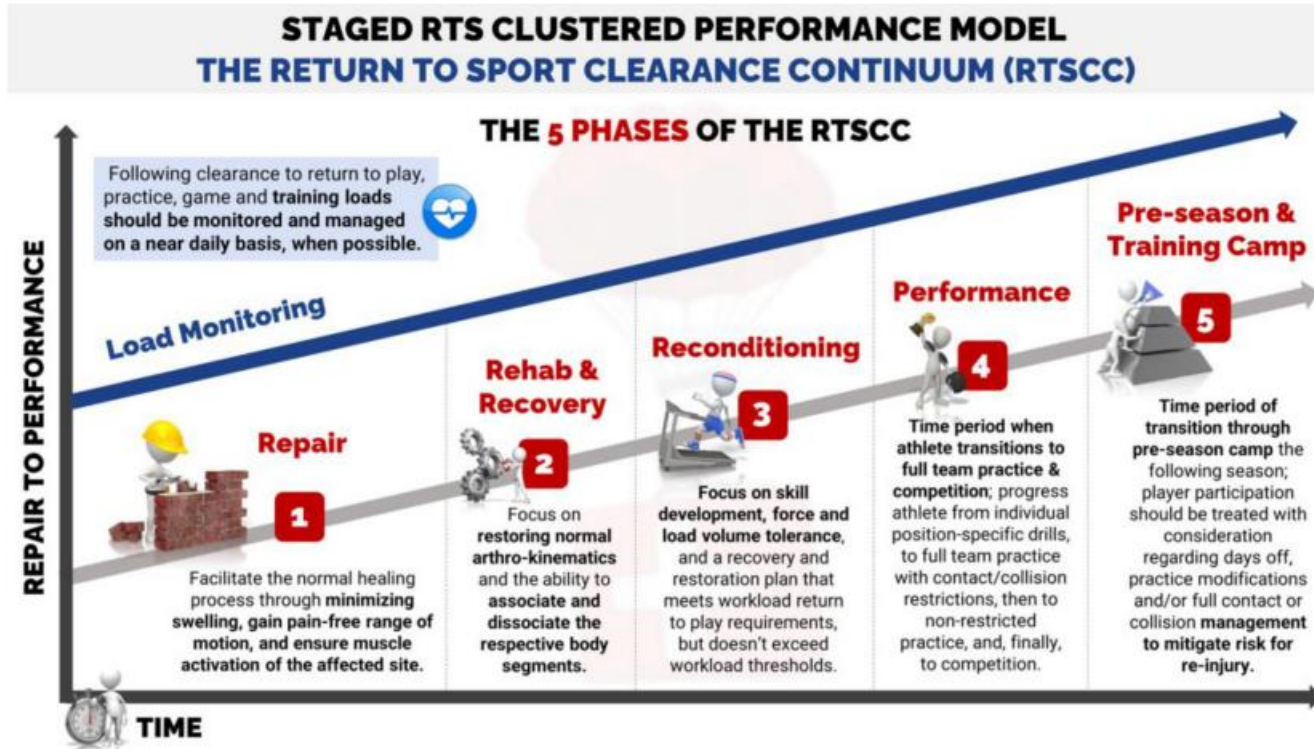 STAGED RTS CLUSTERED PERFORMANCE MODEL
THE RETURN TO SPORT CLEARANCE CONTINUUM (RTSCC)
THE 5 PHASES OF THE RTSCC
Following clearance to return to play,
practice, game and training loads
should be monitored and managed
on a near daily basis, when possible.
Load Monitoring
REPAIR TO PERFORMANCE
Repair
1
Facilitate the normal healing
process through minimizing
swelling, gain pain-free range of
motion, and ensure muscle
activation of the affected site.
Rehab &
Recovery
2
Focus on
restoring normal
arthro-kinematics
and the ability to
associate and
dissociate the
respective body
segments.
Reconditioning
3
Focus on skill
development, force and
load volume tolerance,
and a recovery and
restoration plan that
meets workload return
to play requirements,
but doesn't exceed
workload thresholds.
Performance
4
Time period when
athlete transitions to
full team practice &
competition; progress
athlete from individual
position-specific drills,
to full team practice
with contact/collision
restrictions, then to
non-restricted
practice, and, finally,
to competition.
Pre-season &
Training Camp
5
Time period of
transition through
pre-season camp the
following season;
player participation
should be treated with
consideration
regarding days off,
practice modifications
and/or full contact or
collision management
to mitigate risk for
re-injury.
TIME